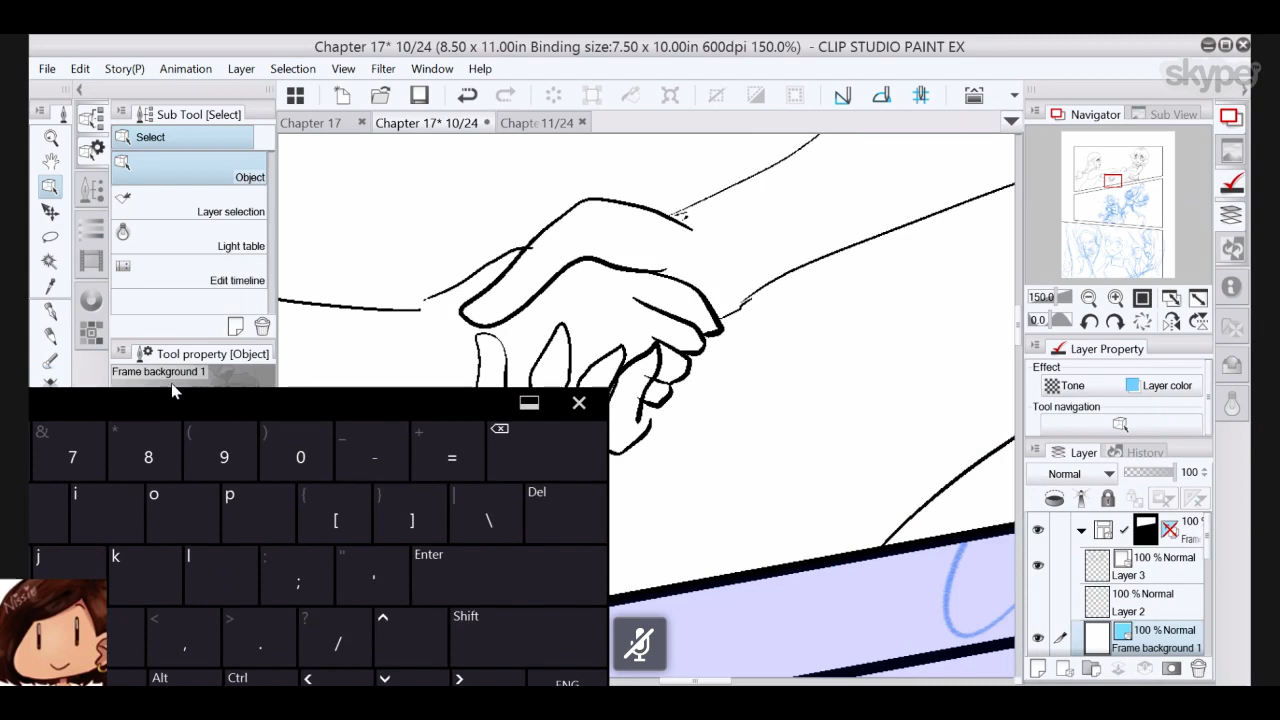 Chapter 17* 10/24 (8.50 x 11.00in Binding size:7.50 x 10.00in 600dpi 150.0%) - CLIP STUDIO PAINT EX
skype
File Edit Story(P) Animation Layer Selection View Filter Window Help
Sub Tool [Select]
Chapter 17 Chapter 17* 10/24 Chapte 11/24
Navigator Sub View
Select
Object
Layer selection
Light table
Edit timeline
150.0
0.0
Tool property [Object]
Frame background 1
Layer Property
Effect
Tone Layer color
Tool navigation
Layer History
Normal 100
100 %
Fram
100 % Normal
Layer 3
100 % Normal
Layer 2
100 % Normal
Frame background 1
& * ( ) _ +
7 8 9 0 - =
i o p { } | Del
[ ] \
j k l : " Enter
; '
< > ? Shift
, . /
Alt Ctrl ENG
Nissie